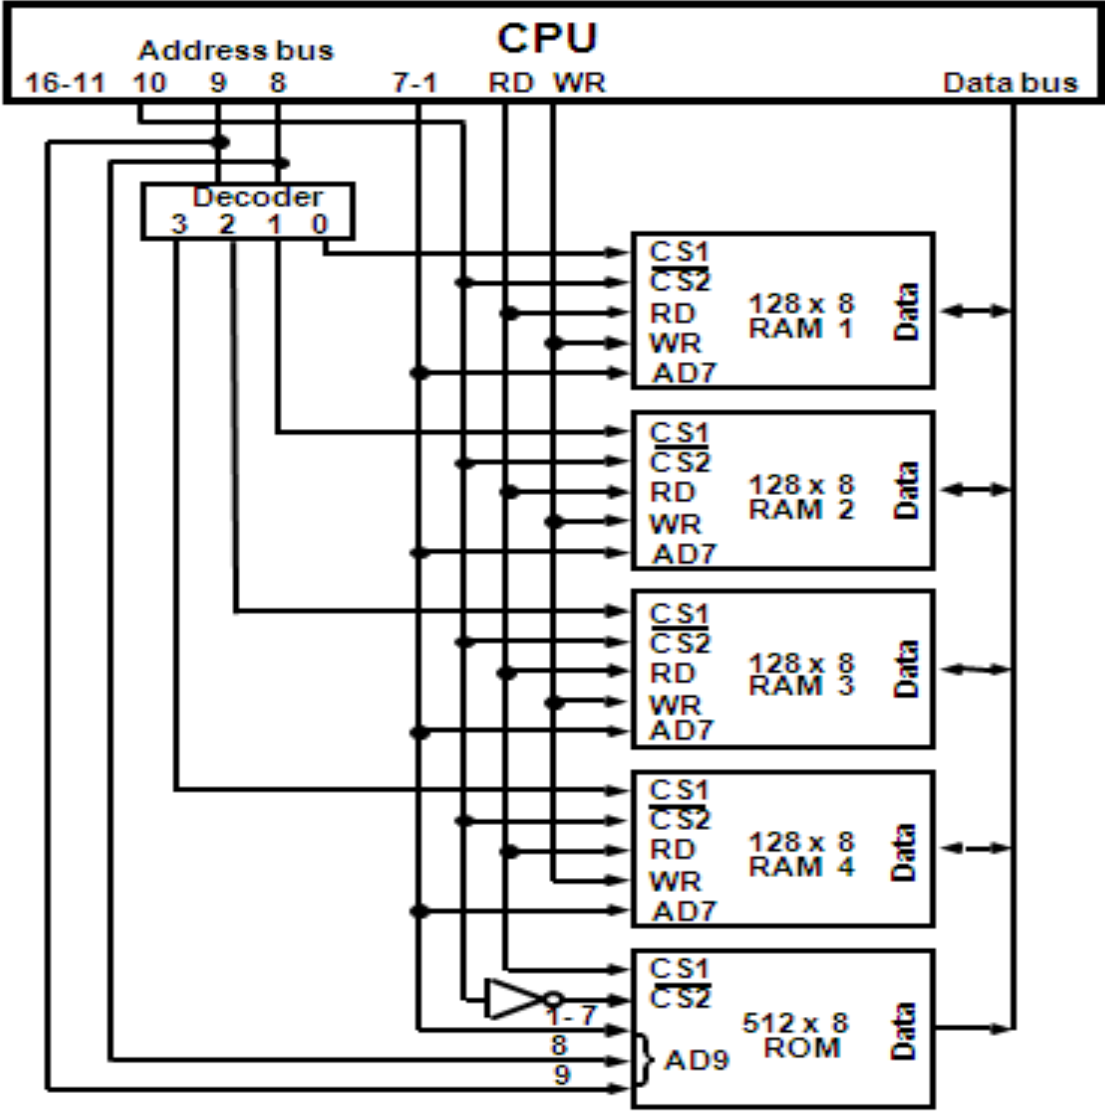 CPU
Address bus
16-11 10 9 8 7-1 RD WR Data bus
Decoder
3 2 1 0
CS1
CS2
RD
WR
AD7
128 x 8
RAM 1
Data
CS1
CS2
RD
WR
AD7
128 x 8
RAM 2
Data
CS1
CS2
RD
WR
AD7
128 x 8
RAM 3
Data
CS1
CS2
RD
WR
AD7
128 x 8
RAM 4
Data
CS1
CS2
1-7
8
9
AD9
512 x 8
ROM
Data